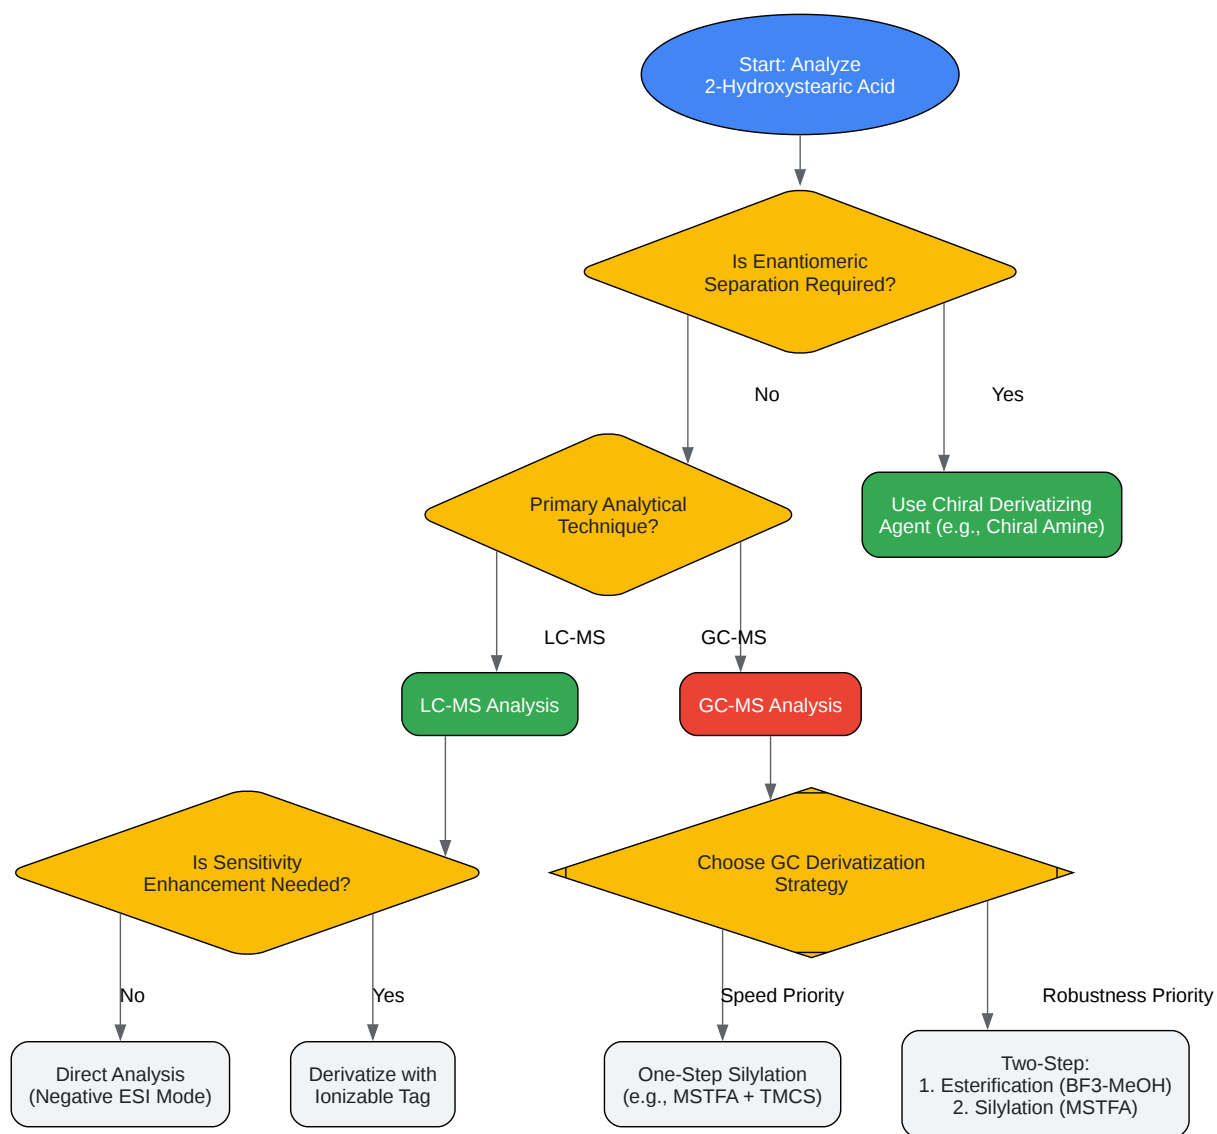 Start: Analyze
2-Hydroxystearic Acid
Is Enantiomeric
Separation Required?
No
Yes
Primary Analytical
Technique?
Use Chiral Derivatizing
Agent (e.g., Chiral Amine)
LC-MS
GC-MS
LC-MS Analysis
GC-MS Analysis
Is Sensitivity
Enhancement Needed?
Choose GC Derivatization
Strategy
No
Yes
Speed Priority
Robustness Priority
Direct Analysis
(Negative ESI Mode)
Derivatize with
Ionizable Tag
One-Step Silylation
(e.g., MSTFA + TMCS)
Two-Step:
1. Esterification (BF3-MeOH)
2. Silylation (MSTFA)